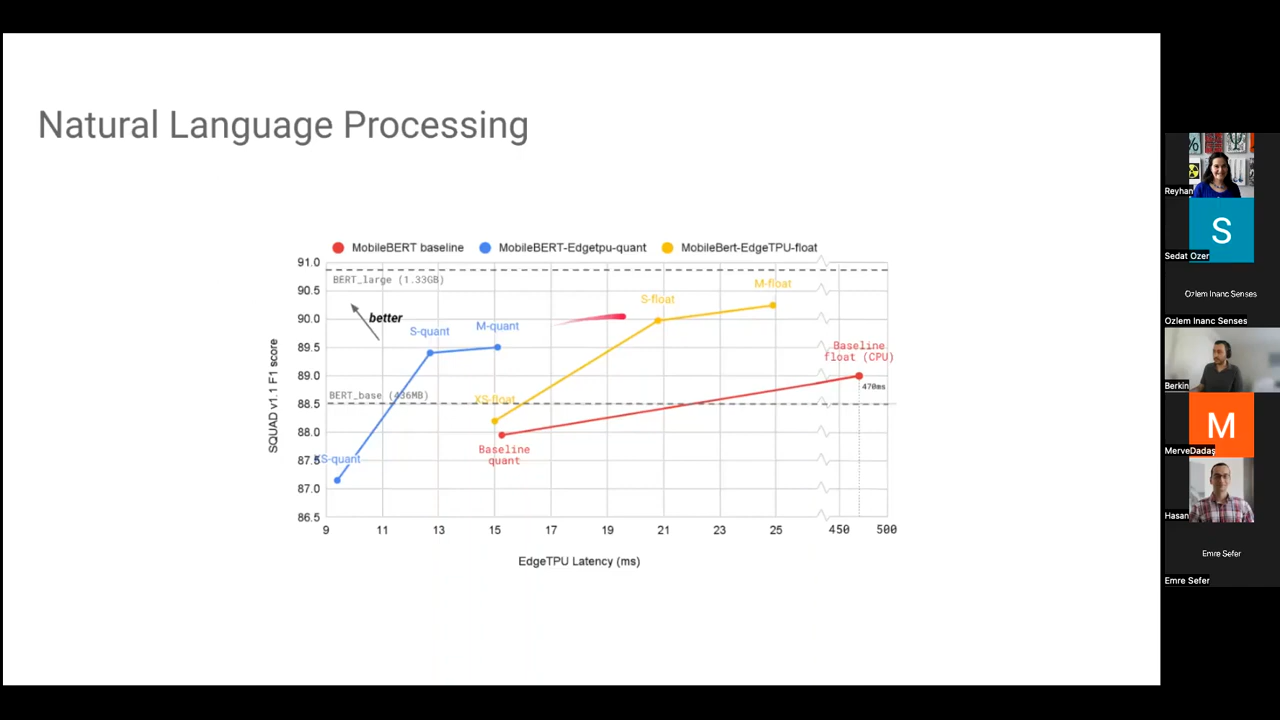 Natural Language Processing
MobileBERT baseline
MobileBERT-Edgetpu-quant
MobileBert-EdgeTPU-float
91.0
90.5
90.0
89.5
89.0
88.5
88.0
87.5
87.0
86.5
SQUAD v1.1 F1 score
BERT_large (1.33GB)
better
S-quant
M-quant
S-float
M-float
Baseline
float (CPU)
470ms
BERT_base (436MB)
XS-float
Baseline
quant
XS-quant
9 11 13 15 17 19 21 23 25 450 500
EdgeTPU Latency (ms)
Reyhan
S
Sedat Ozer
Ozlem Inanc Senses
Ozlem Inanc Senses
Berkin
M
MerveDadaş
Hasan
Emre Sefer
Emre Sefer